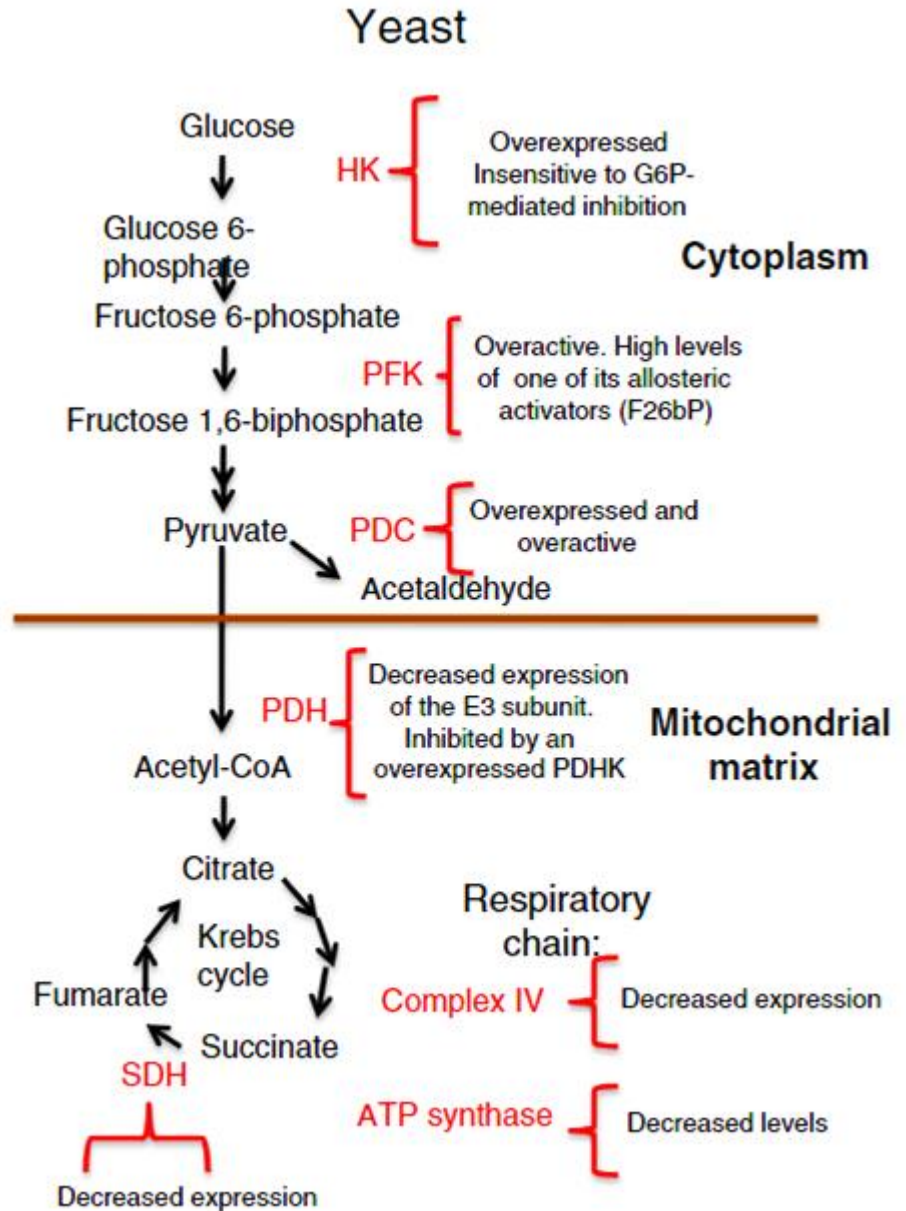 Yeast
Glucose
HK
Overexpressed
Insensitive to G6P-
mediated inhibition
Glucose 6-
phosphate
Cytoplasm
Fructose 6-phosphate
PFK
Overactive. High levels
of one of its allosteric
activators (F26bP)
Fructose 1,6-biphosphate
Pyruvate
PDC
Overexpressed and
overactive
Acetaldehyde
PDH
Decreased expression
of the E3 subunit.
Inhibited by an
overexpressed PDHK
Mitochondrial
matrix
Acetyl-CoA
Citrate
Krebs
cycle
Fumarate
Succinate
SDH
Decreased expression
Respiratory
chain:
Complex IV
Decreased expression
ATP synthase
Decreased levels